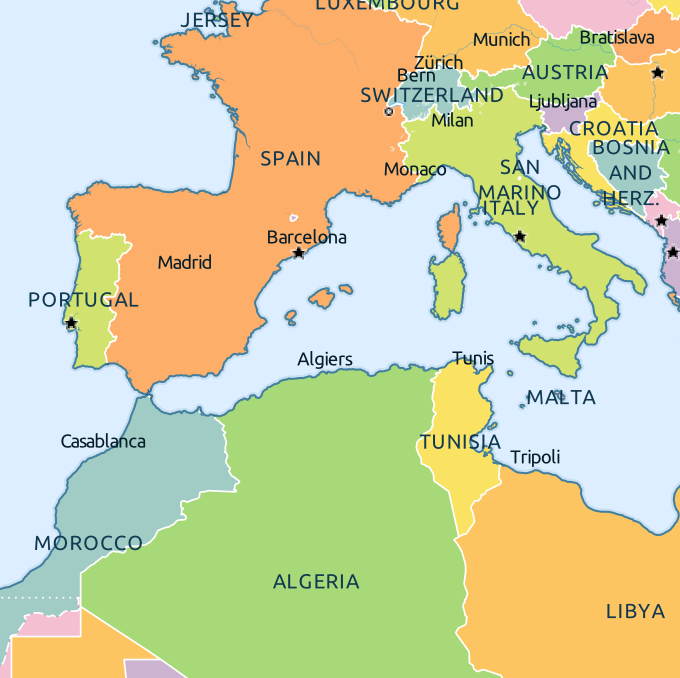 LUXEMBOURG
JERSEY
Munich
Bratislava
Zürich
Bern
AUSTRIA
SWITZERLAND
Ljubljana
Milan
CROATIA
BOSNIA
AND
HERZ.
SPAIN
Monaco
SAN
MARINO
ITALY
Barcelona
Madrid
PORTUGAL
Algiers
Tunis
MALTA
Casablanca
TUNISIA
Tripoli
MOROCCO
ALGERIA
LIBYA